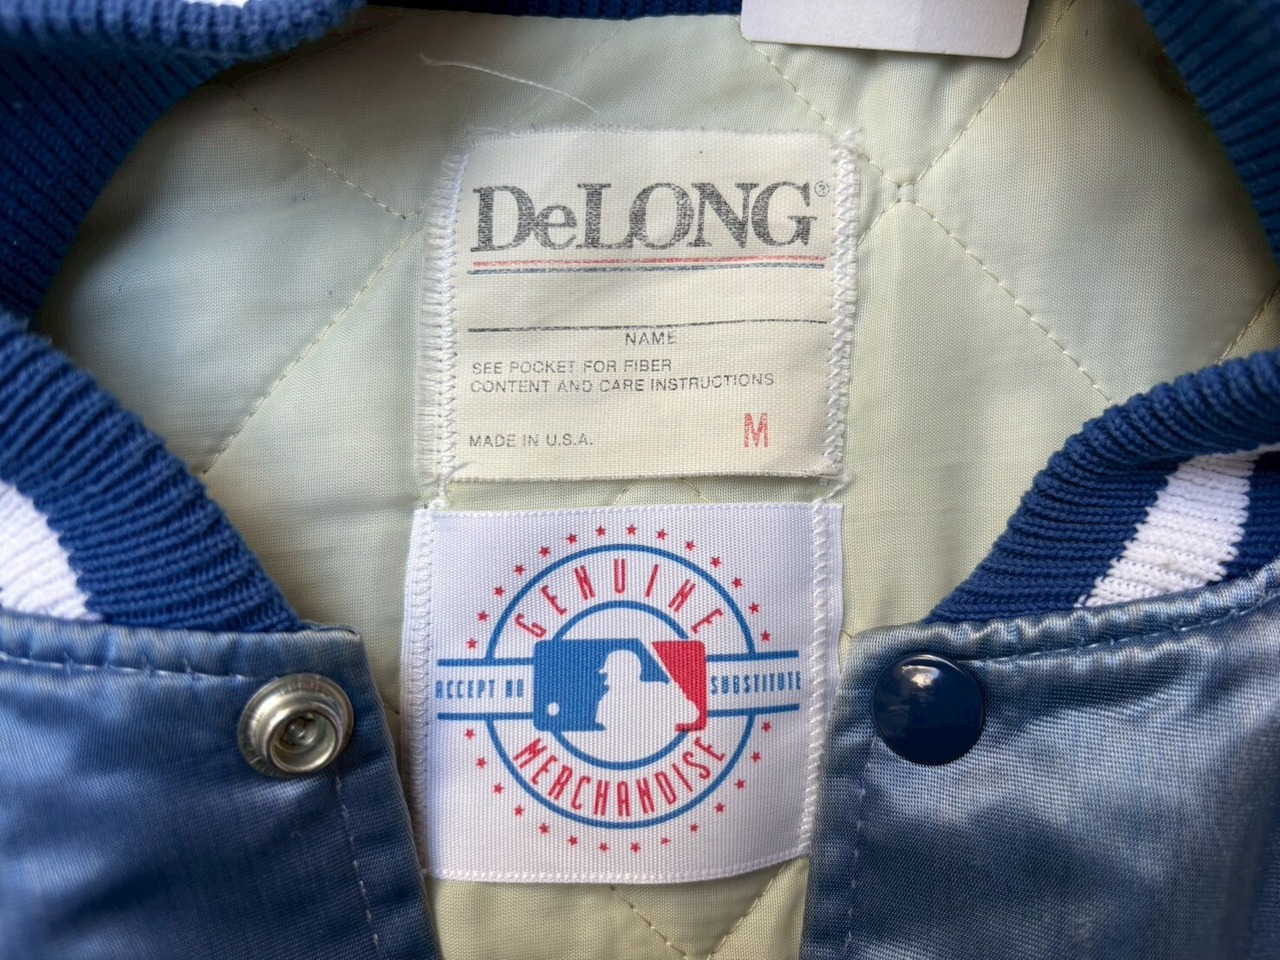 DeLONG®
NAME
SEE POCKET FOR FIBER
CONTENT AND CARE INSTRUCTIONS
MADE IN U.S.A.
M
GENUINE
ACCEPT NO SUBSTITUTE
MERCHANDISE